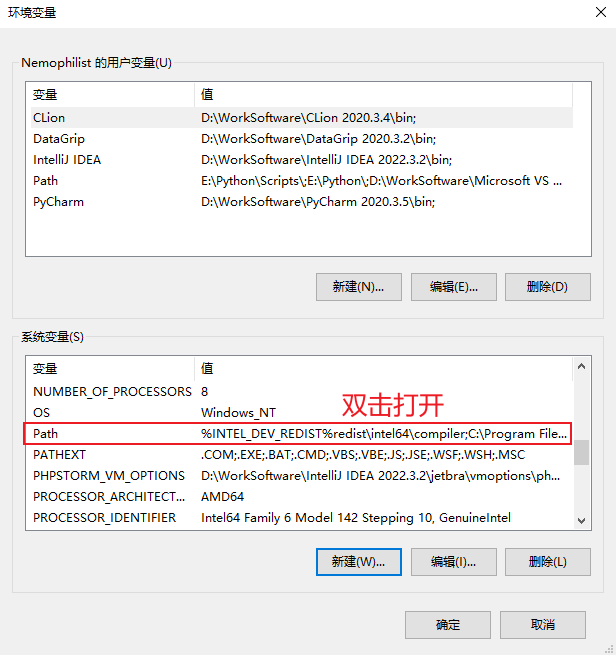 环境变量
Nemophilist 的用户变量(U)
变量 值
CLion D:\WorkSoftware\CLion 2020.3.4\bin;
DataGrip D:\WorkSoftware\DataGrip 2020.3.2\bin;
IntelliJ IDEA D:\WorkSoftware\IntelliJ IDEA 2022.3.2\bin;
Path E:\Python\Scripts\;E:\Python\;D:\WorkSoftware\Microsoft VS ...
PyCharm D:\WorkSoftware\PyCharm 2020.3.5\bin;
新建(N)... 编辑(E)... 删除(D)
系统变量(S)
变量 值
NUMBER_OF_PROCESSORS 8
双击打开
OS Windows_NT
Path %INTEL_DEV_REDIST%redist\intel64\compiler;C:\Program File...
PATHEXT .COM;.EXE;.BAT;.CMD;.VBS;.VBE;.JS;.JSE;.WSF;.WSH;.MSC
PHPSTORM_VM_OPTIONS D:\WorkSoftware\IntelliJ IDEA 2022.3.2\jetbra\vmoptions\ph...
PROCESSOR_ARCHITECT... AMD64
PROCESSOR_IDENTIFIER Intel64 Family 6 Model 142 Stepping 10, GenuineIntel
新建(W)... 编辑(I)... 删除(L)
确定 取消